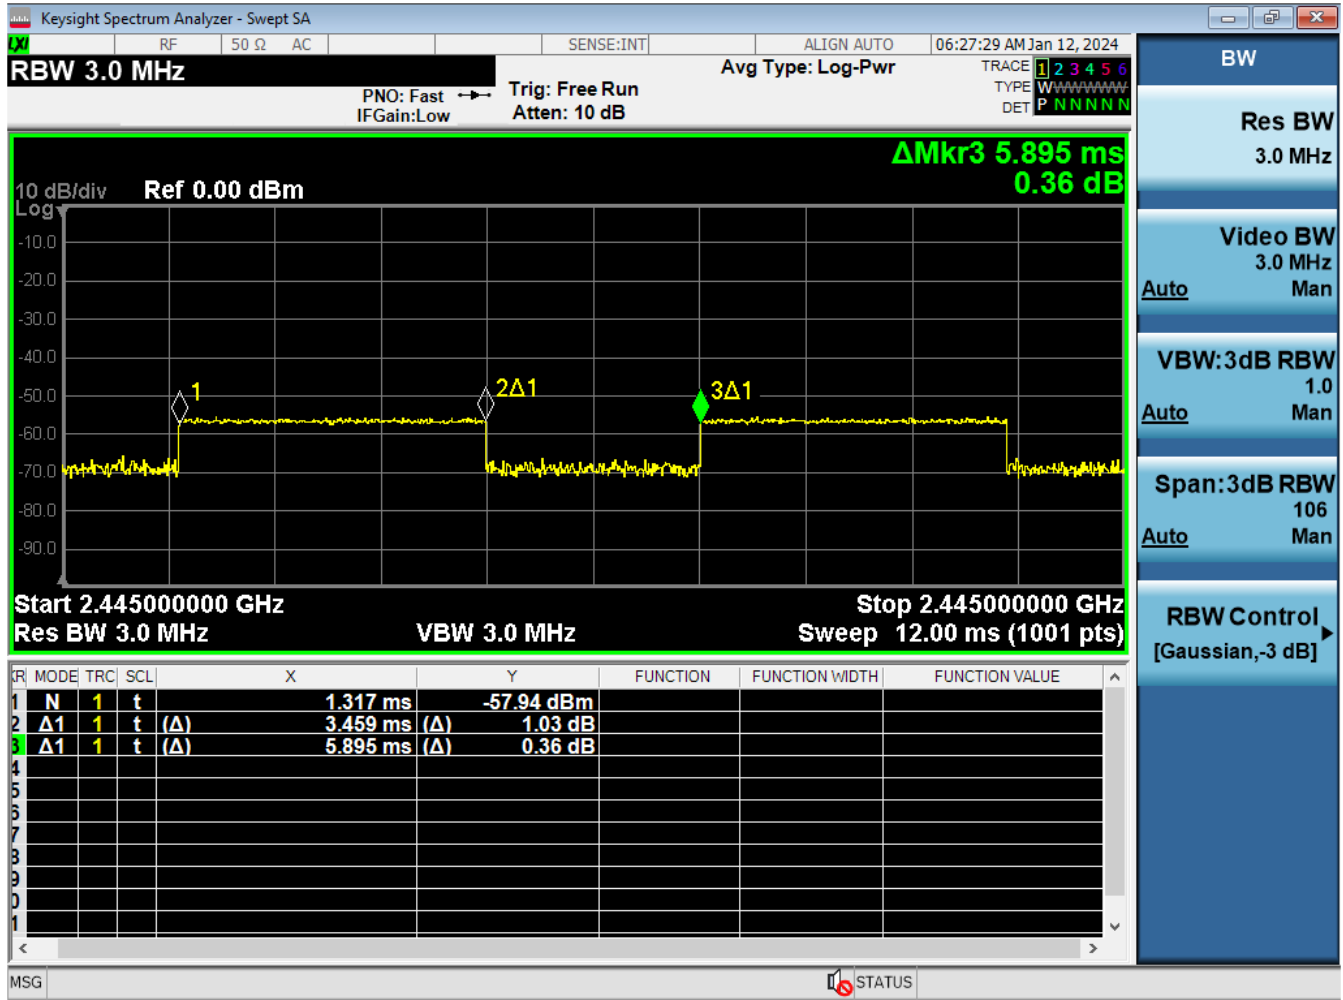 Keysight Spectrum Analyzer - Swept SA
LXI RF 50 Ω AC SENSE:INT ALIGN AUTO 06:27:29 AM Jan 12, 2024
RBW 3.0 MHz
PNO: Fast
IFGain:Low
Trig: Free Run
Atten: 10 dB
Avg Type: Log-Pwr
TRACE 1 2 3 4 5 6
TYPE W W W W W W
DET P N N N N N
ΔMkr3 5.895 ms
0.36 dB
10 dB/div Ref 0.00 dBm
Log
-10.0
-20.0
-30.0
-40.0
-50.0
-60.0
-70.0
-80.0
-90.0
1
2Δ1
3Δ1
Start 2.445000000 GHz Stop 2.445000000 GHz
Res BW 3.0 MHz VBW 3.0 MHz Sweep 12.00 ms (1001 pts)
MODE TRC SCL X Y FUNCTION FUNCTION WIDTH FUNCTION VALUE
1 N 1 t 1.317 ms -57.94 dBm
2 Δ1 1 t (Δ) 3.459 ms (Δ) 1.03 dB
3 Δ1 1 t (Δ) 5.895 ms (Δ) 0.36 dB
4
5
6
7
8
9
0
1
MSG STATUS
BW
Res BW
3.0 MHz
Video BW
3.0 MHz
Auto Man
VBW:3dB RBW
1.0
Auto Man
Span:3dB RBW
106
Auto Man
RBW Control
[Gaussian,-3 dB]